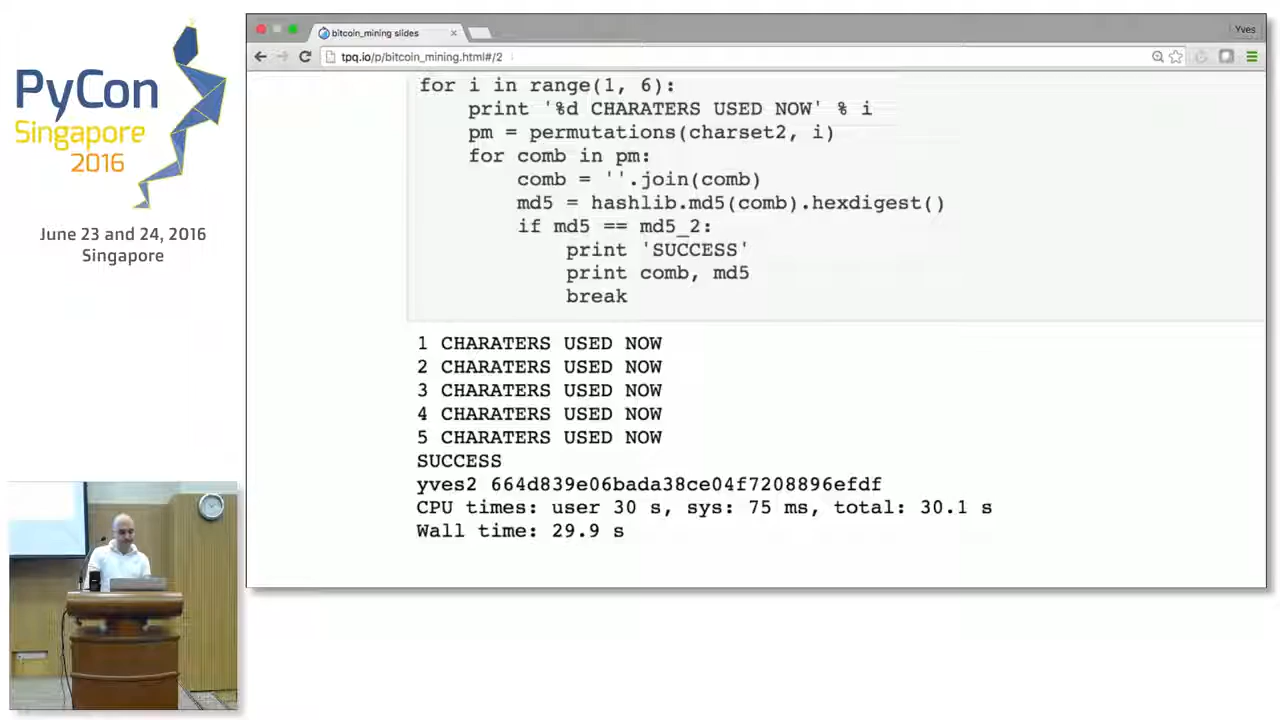 PyCon
Singapore
2016
June 23 and 24, 2016
Singapore
bitcoin_mining slides
Yves
tpq.io/p/bitcoin_mining.html#/2
for i in range(1, 6):
print '%d CHARATERS USED NOW' % i
pm = permutations(charset2, i)
for comb in pm:
comb = ''.join(comb)
md5 = hashlib.md5(comb).hexdigest()
if md5 == md5_2:
print 'SUCCESS'
print comb, md5
break
1 CHARATERS USED NOW
2 CHARATERS USED NOW
3 CHARATERS USED NOW
4 CHARATERS USED NOW
5 CHARATERS USED NOW
SUCCESS
yves2 664d839e06bada38ce04f7208896efdf
CPU times: user 30 s, sys: 75 ms, total: 30.1 s
Wall time: 29.9 s